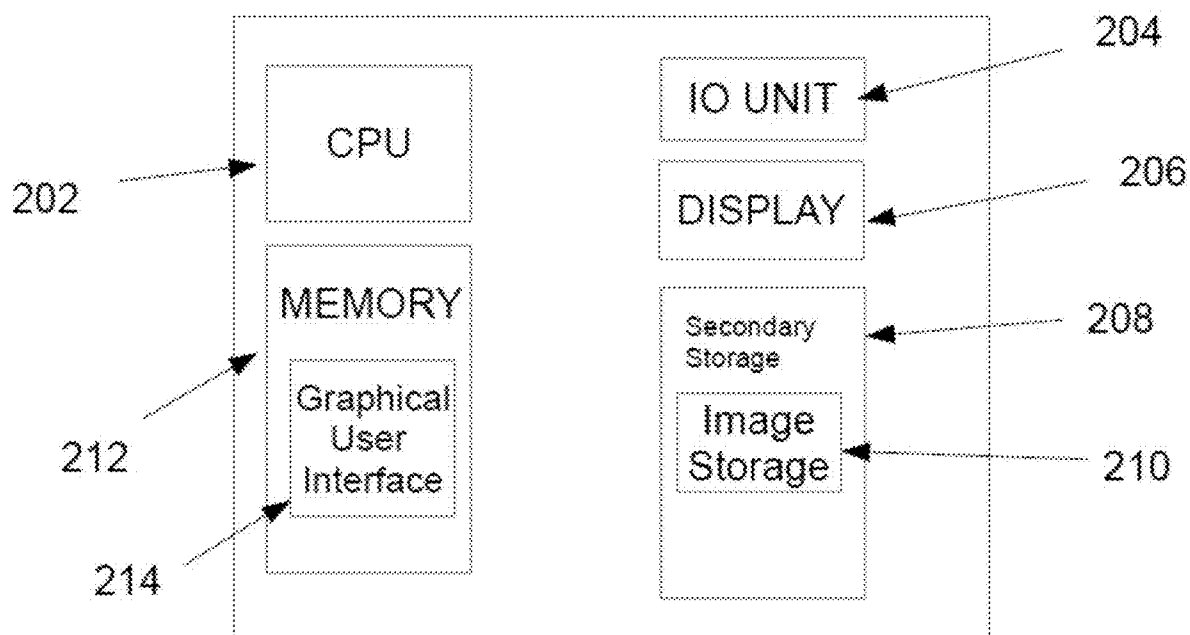 204
IO UNIT
CPU
202
206
DISPLAY
MEMORY
Secondary
Storage
208
Graphical
User
Interface
Image
Storage
212
210
214